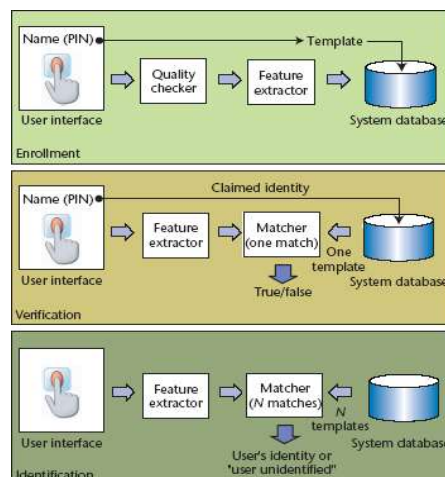 Name (PIN)
Template
Quality
checker
Feature
extractor
User interface
System database
Enrollment
Name (PIN)
Claimed identity
Feature
extractor
Matcher
(one match)
One
template
User interface
True/false
System database
Verification
Feature
extractor
Matcher
(N matches)
N
templates
User interface
System database
User's identity or
"user unidentified"
Identification